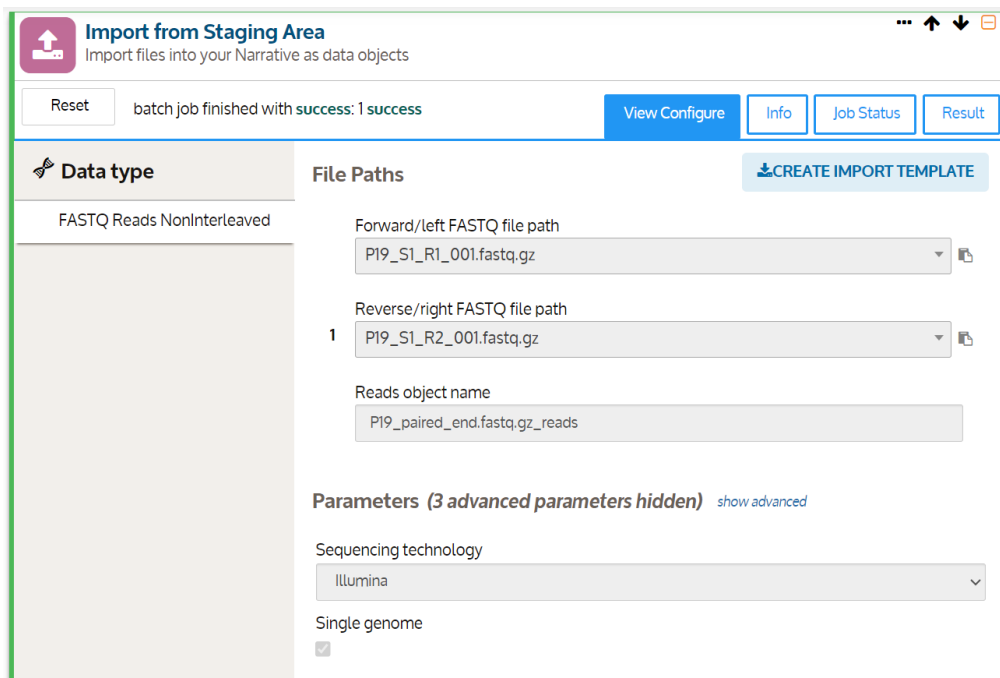 Import from Staging Area
Import files into your Narrative as data objects
Reset
batch job finished with success: 1 success
View Configure
Info
Job Status
Result
Data type
FASTQ Reads NonInterleaved
File Paths
CREATE IMPORT TEMPLATE
Forward/left FASTQ file path
P19_S1_R1_001.fastq.gz
Reverse/right FASTQ file path
1
P19_S1_R2_001.fastq.gz
Reads object name
P19_paired_end.fastq.gz_reads
Parameters (3 advanced parameters hidden) show advanced
Sequencing technology
Illumina
Single genome